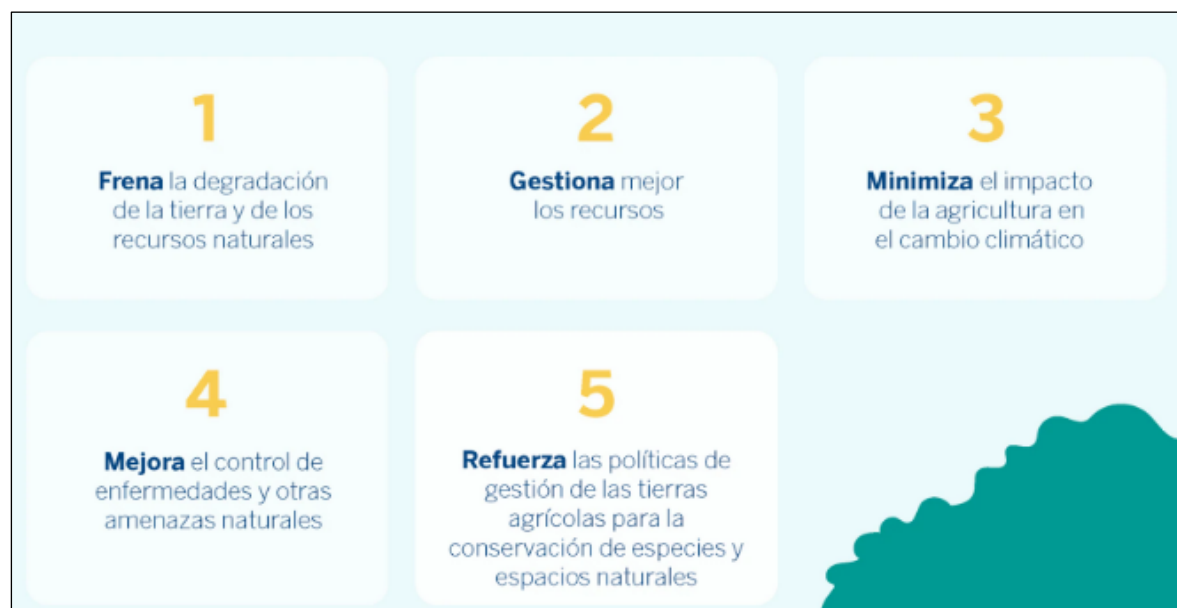 1
Frena la degradación
de la tierra y de los
recursos naturales
2
Gestiona mejor
los recursos
3
Minimiza el impacto
de la agricultura en
el cambio climático
4
Mejora el control de
enfermedades y otras
amenazas naturales
5
Refuerza las políticas de
gestión de las tierras
agrícolas para la
conservación de especies y
espacios naturales